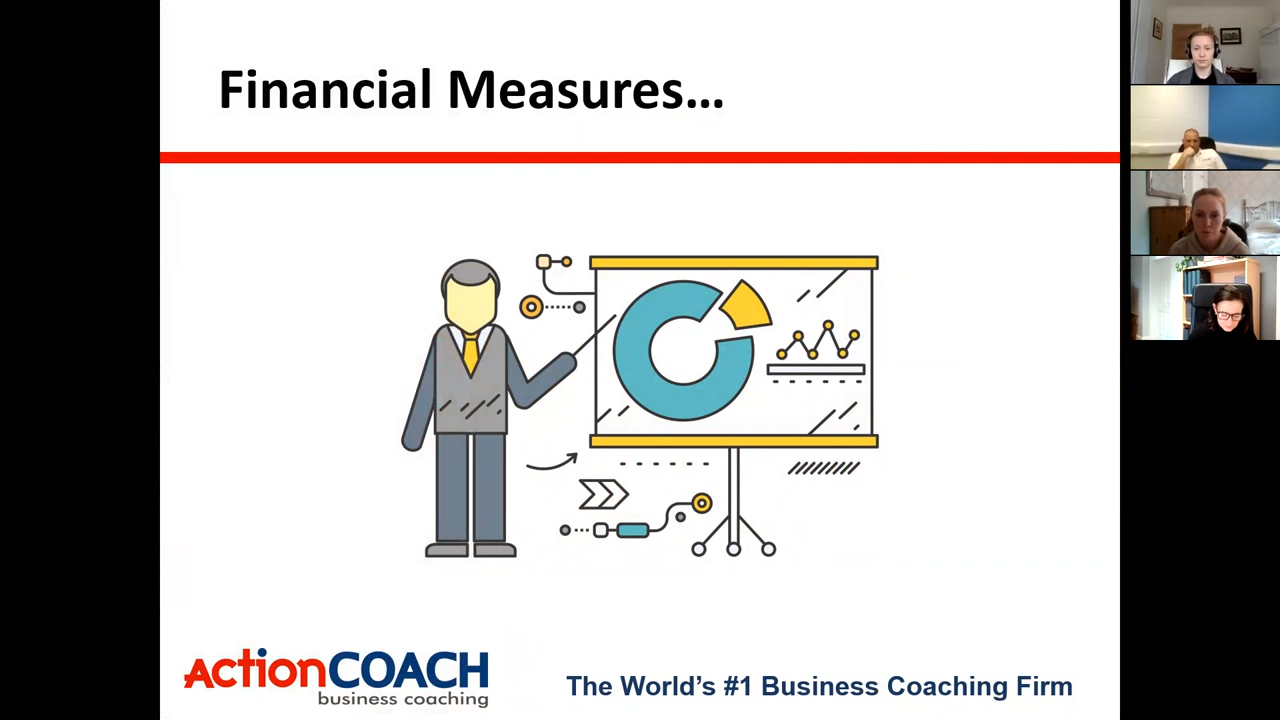 Financial Measures...
ActionCOACH
business coaching
The World's #1 Business Coaching Firm